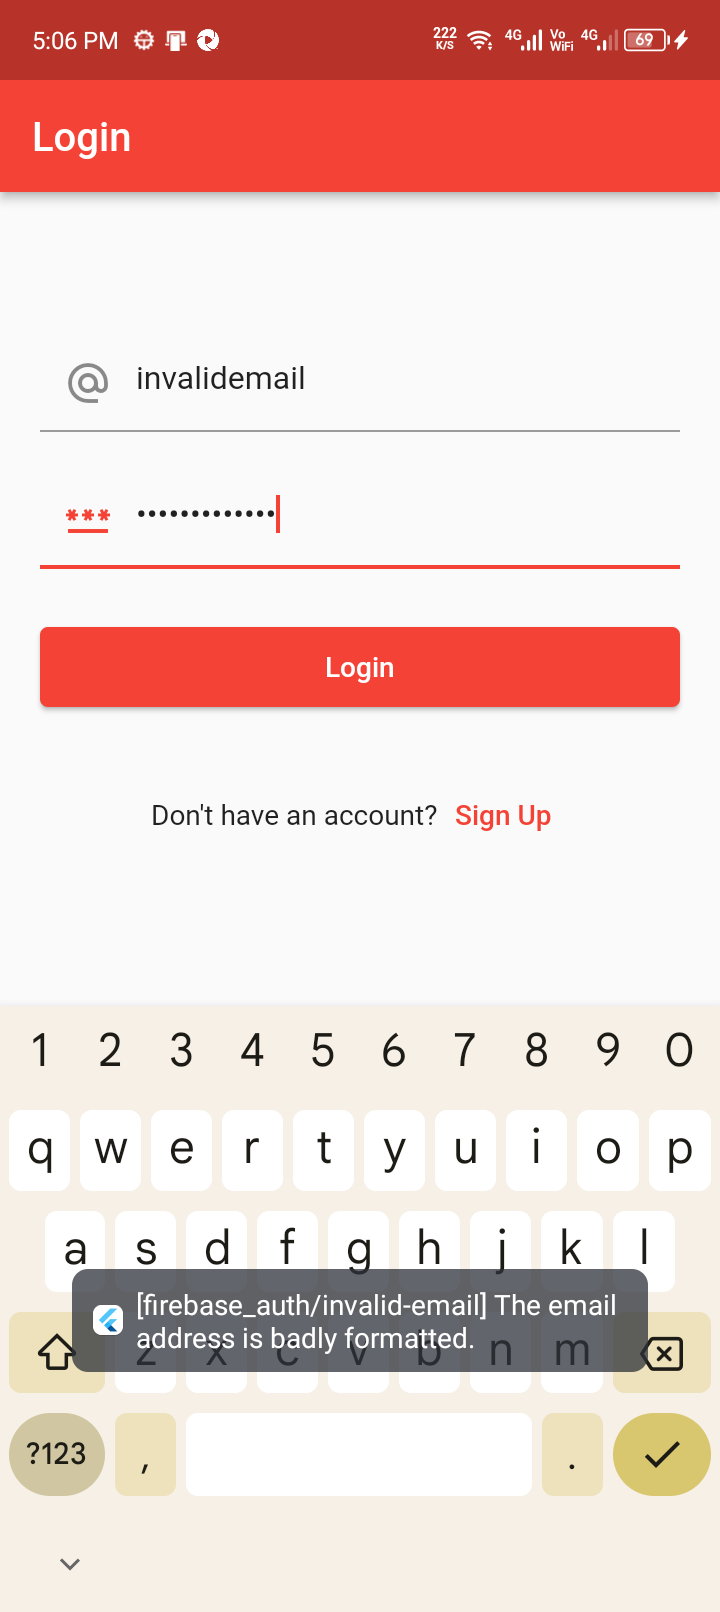 5:06 PM
222
K/S
4G
Vo
WiFi
4G
69
Login
invalidemail
•••••••••••••
Login
Don't have an account? Sign Up
1 2 3 4 5 6 7 8 9 0
q w e r t y u i o p
a s d f g h j k l
[firebase_auth/invalid-email] The email
address is badly formatted.
z x c v b n m
?123 , .